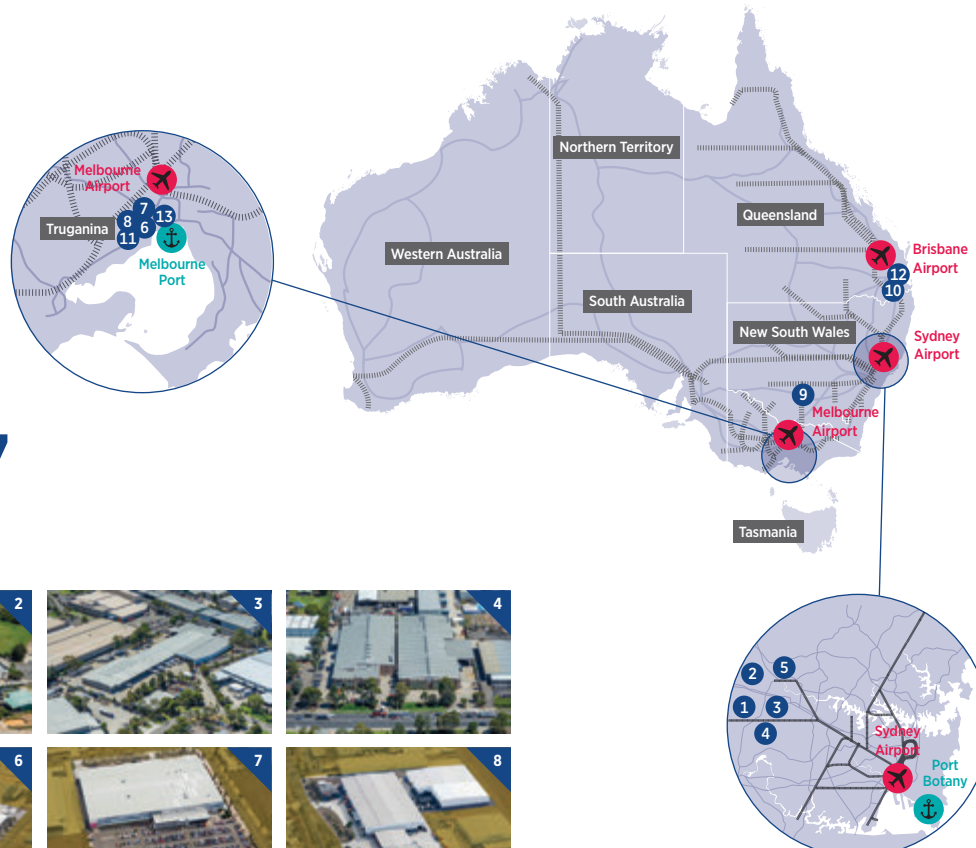 Northern Territory
Queensland
Western Australia
South Australia
New South Wales
Tasmania
Brisbane
Airport
12
10
Sydney
Airport
9
Melbourne
Airport
Melbourne
Airport
Truganina
7
13
8
6
11
Melbourne
Port
7
2
3
4
6
7
8
2
5
1
3
4
Sydney
Airport
Port
Botany